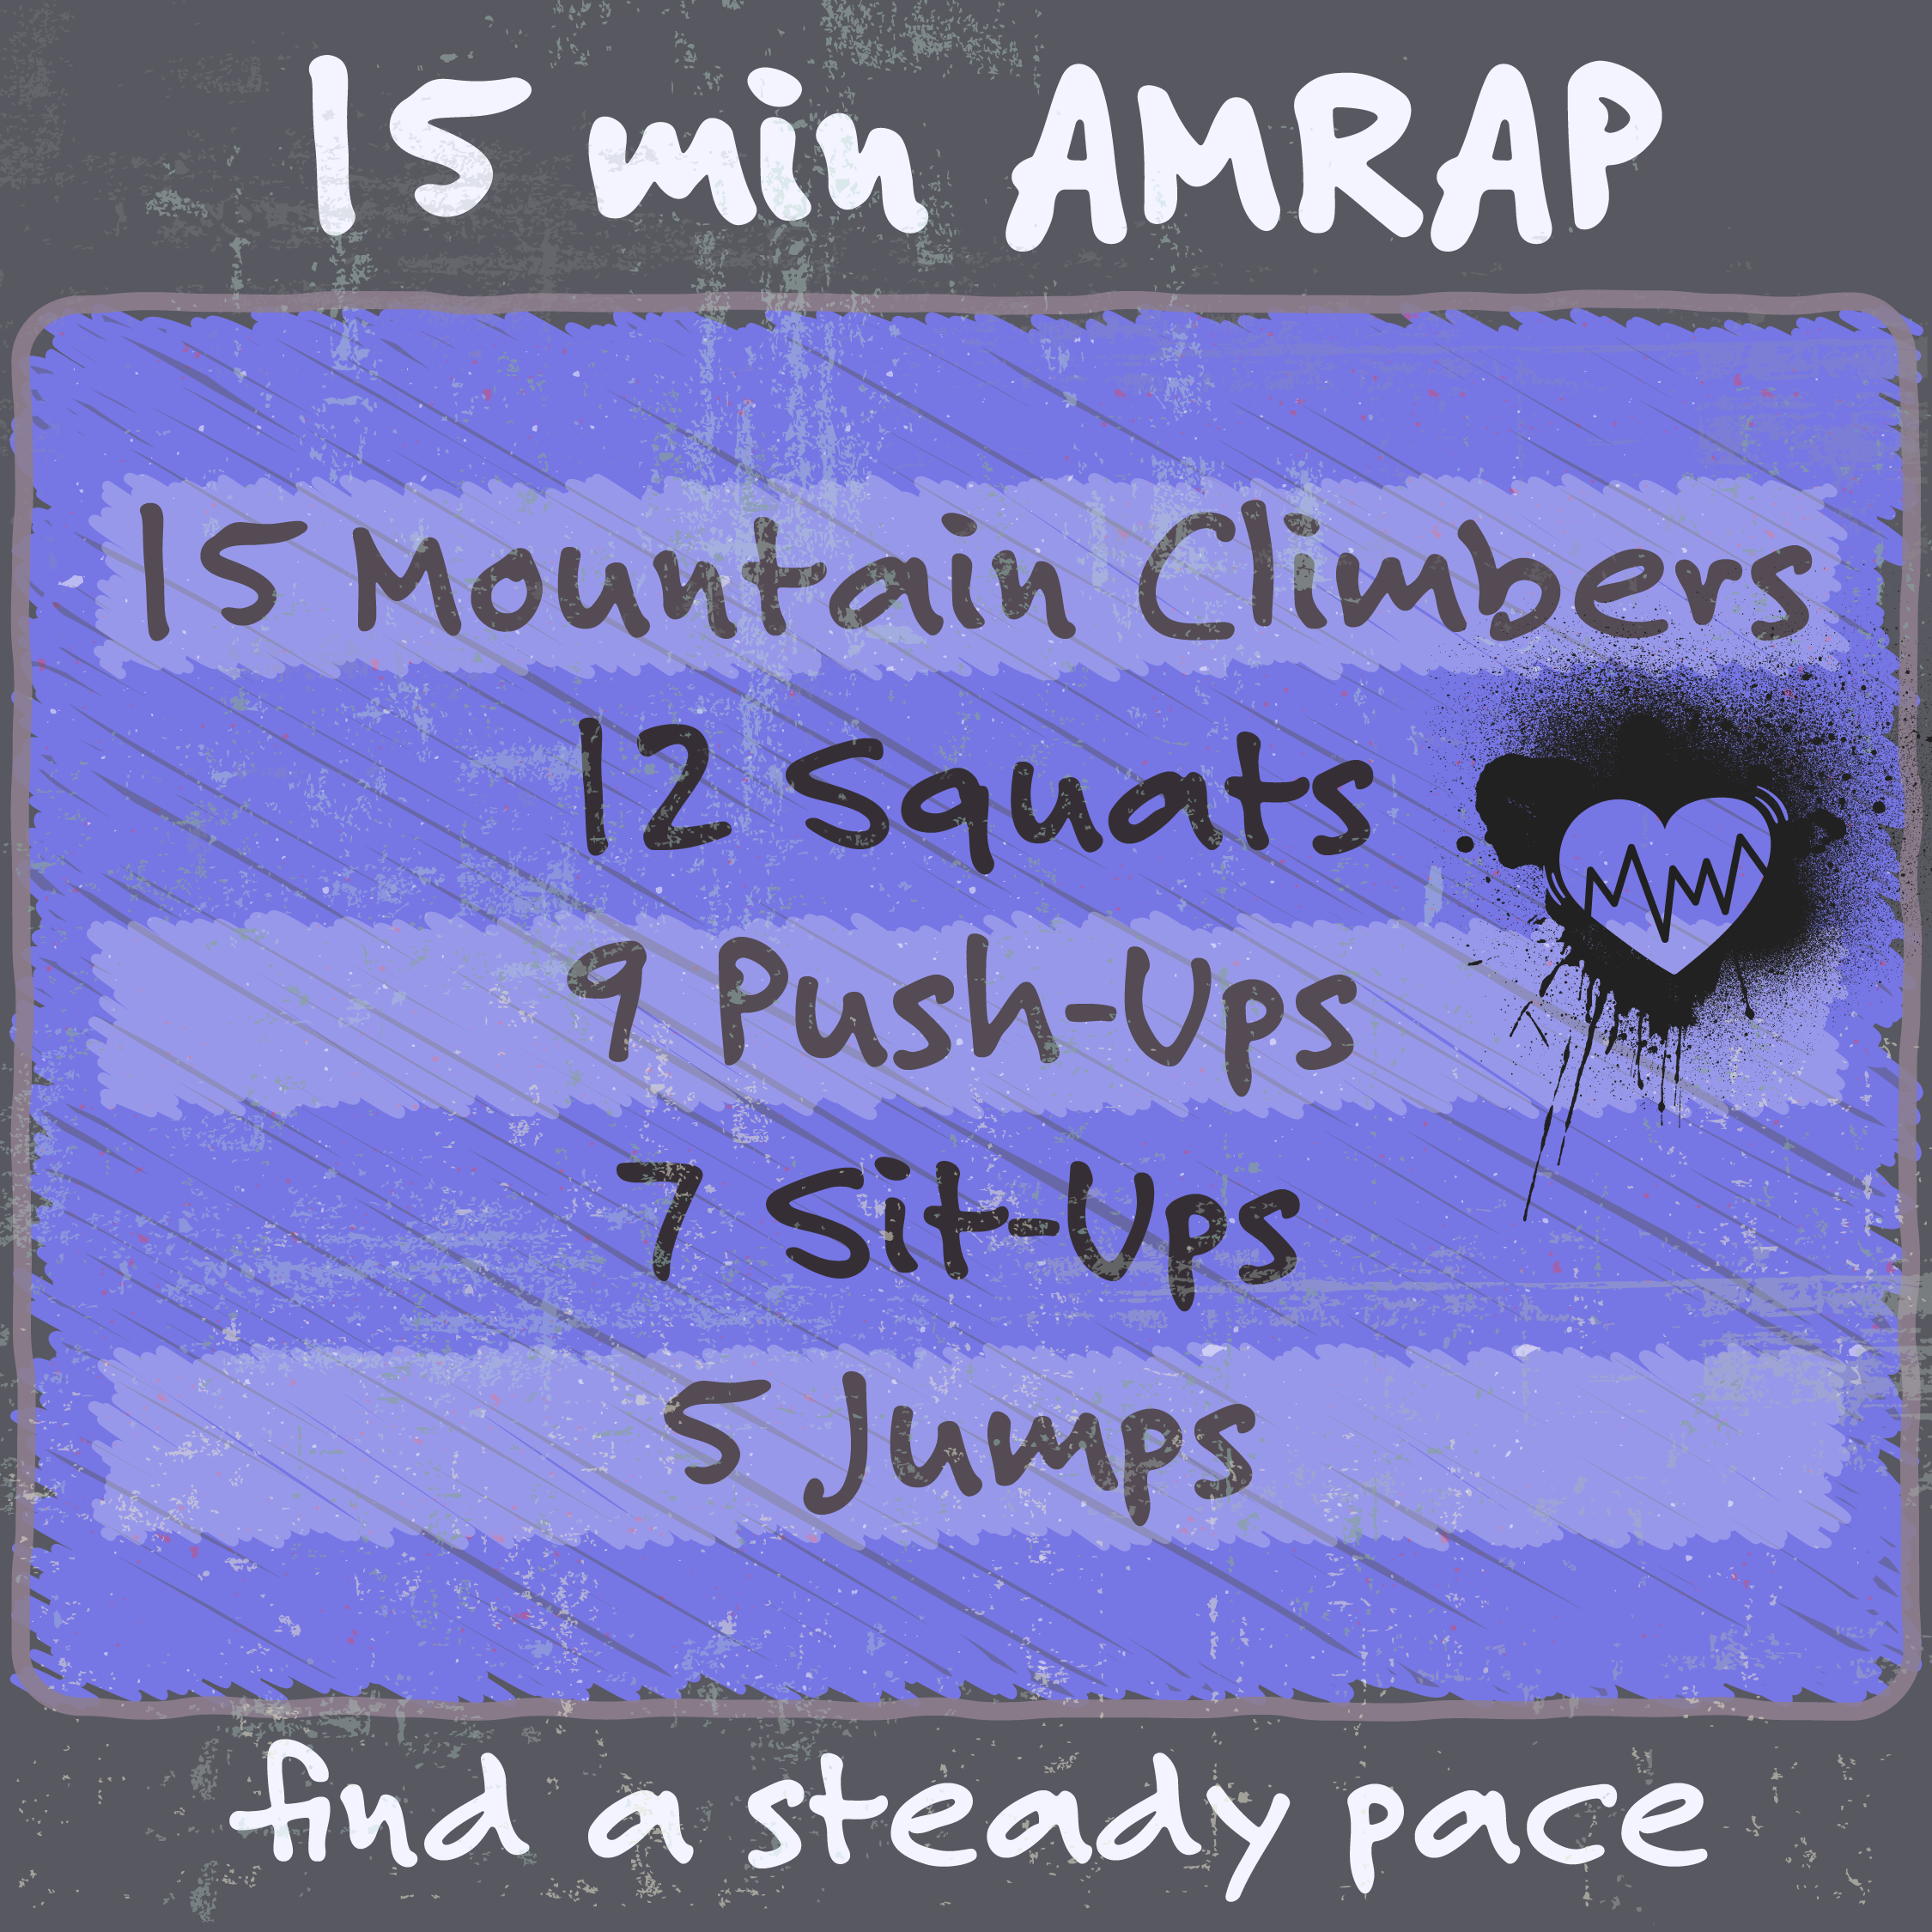 15 min AMRAP
15 Mountain Climbers
12 Squats
9 Push-Ups
7 Sit-Ups
5 Jumps
find a steady pace